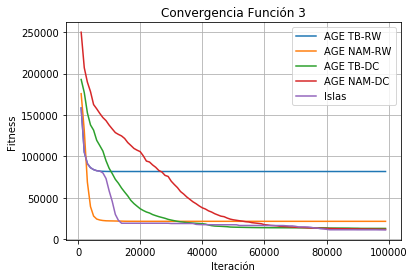 Convergencia Función 3
AGE TB-RW
AGE NAM-RW
AGE TB-DC
AGE NAM-DC
Islas
Fitness
250000
200000
150000
100000
50000
0
0 20000 40000 60000 80000 100000
Iteración